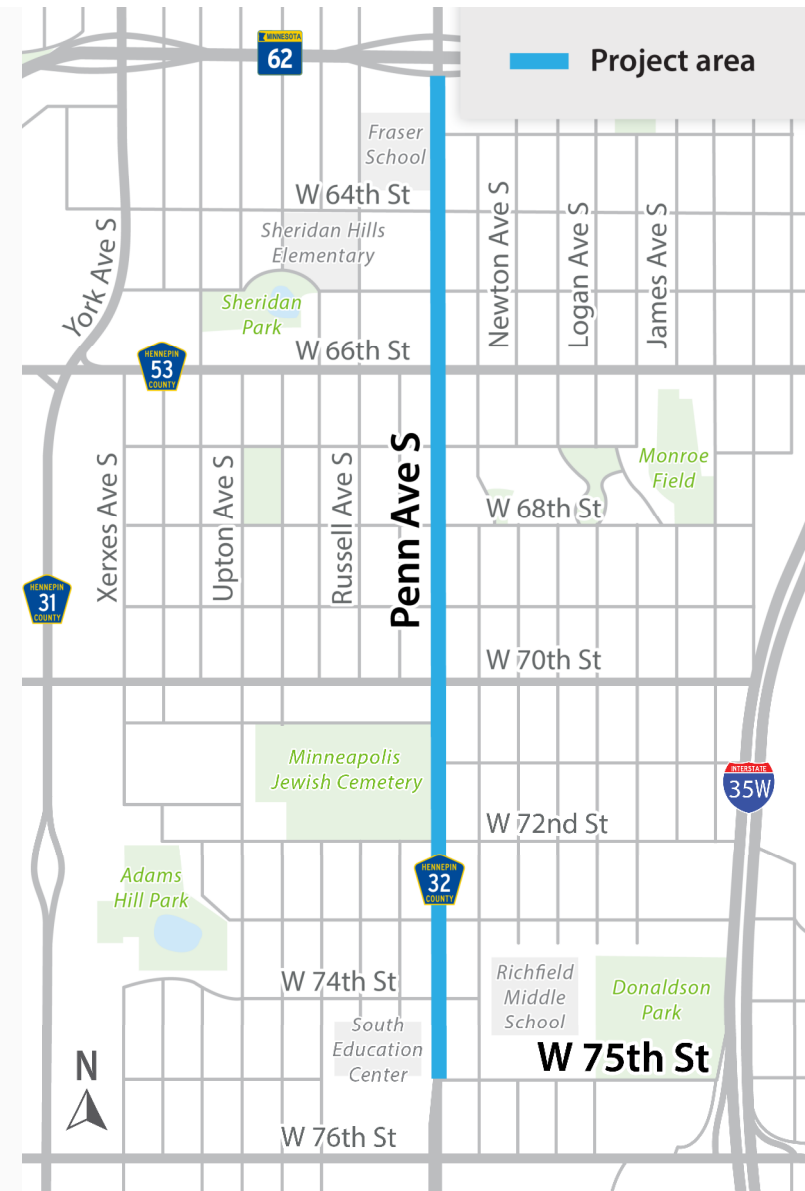 MINNESOTA
62
Project area
Fraser
School
W 64th St
Sheridan Hills
Elementary
York Ave S
Newton Ave S
Logan Ave S
James Ave S
Sheridan
Park
W 66th St
HENNEPIN
53
COUNTY
Xerxes Ave S
Upton Ave S
Russell Ave S
Penn Ave S
Monroe
Field
W 68th St
HENNEPIN
31
COUNTY
W 70th St
Minneapolis
Jewish Cemetery
INTERSTATE
35W
W 72nd St
HENNEPIN
32
COUNTY
Adams
Hill Park
W 74th St
Richfield
Middle
School
Donaldson
Park
South
Education
Center
W 75th St
N
W 76th St